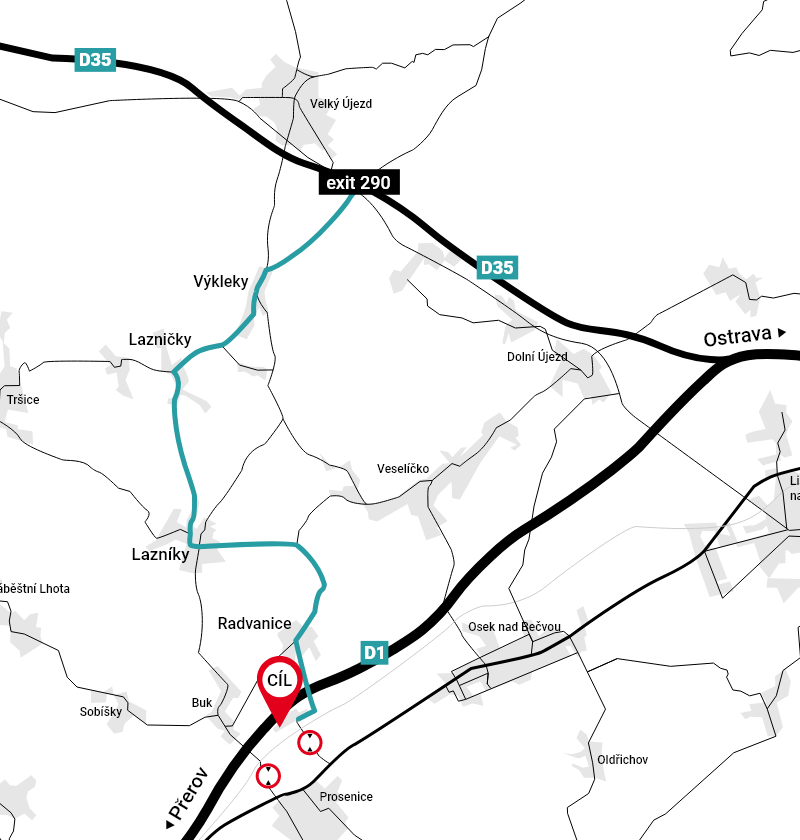 D35
Velký Újezd
exit 290
D35
Výkleky
Ostrava
Lazničky
Dolní Újezd
Tršice
Veselíčko
Li
na
Lazníky
áběštní Lhota
Radvanice
Osek nad Bečvou
D1
CÍL
Buk
Sobíšky
Oldřichov
Přerov
Prosenice